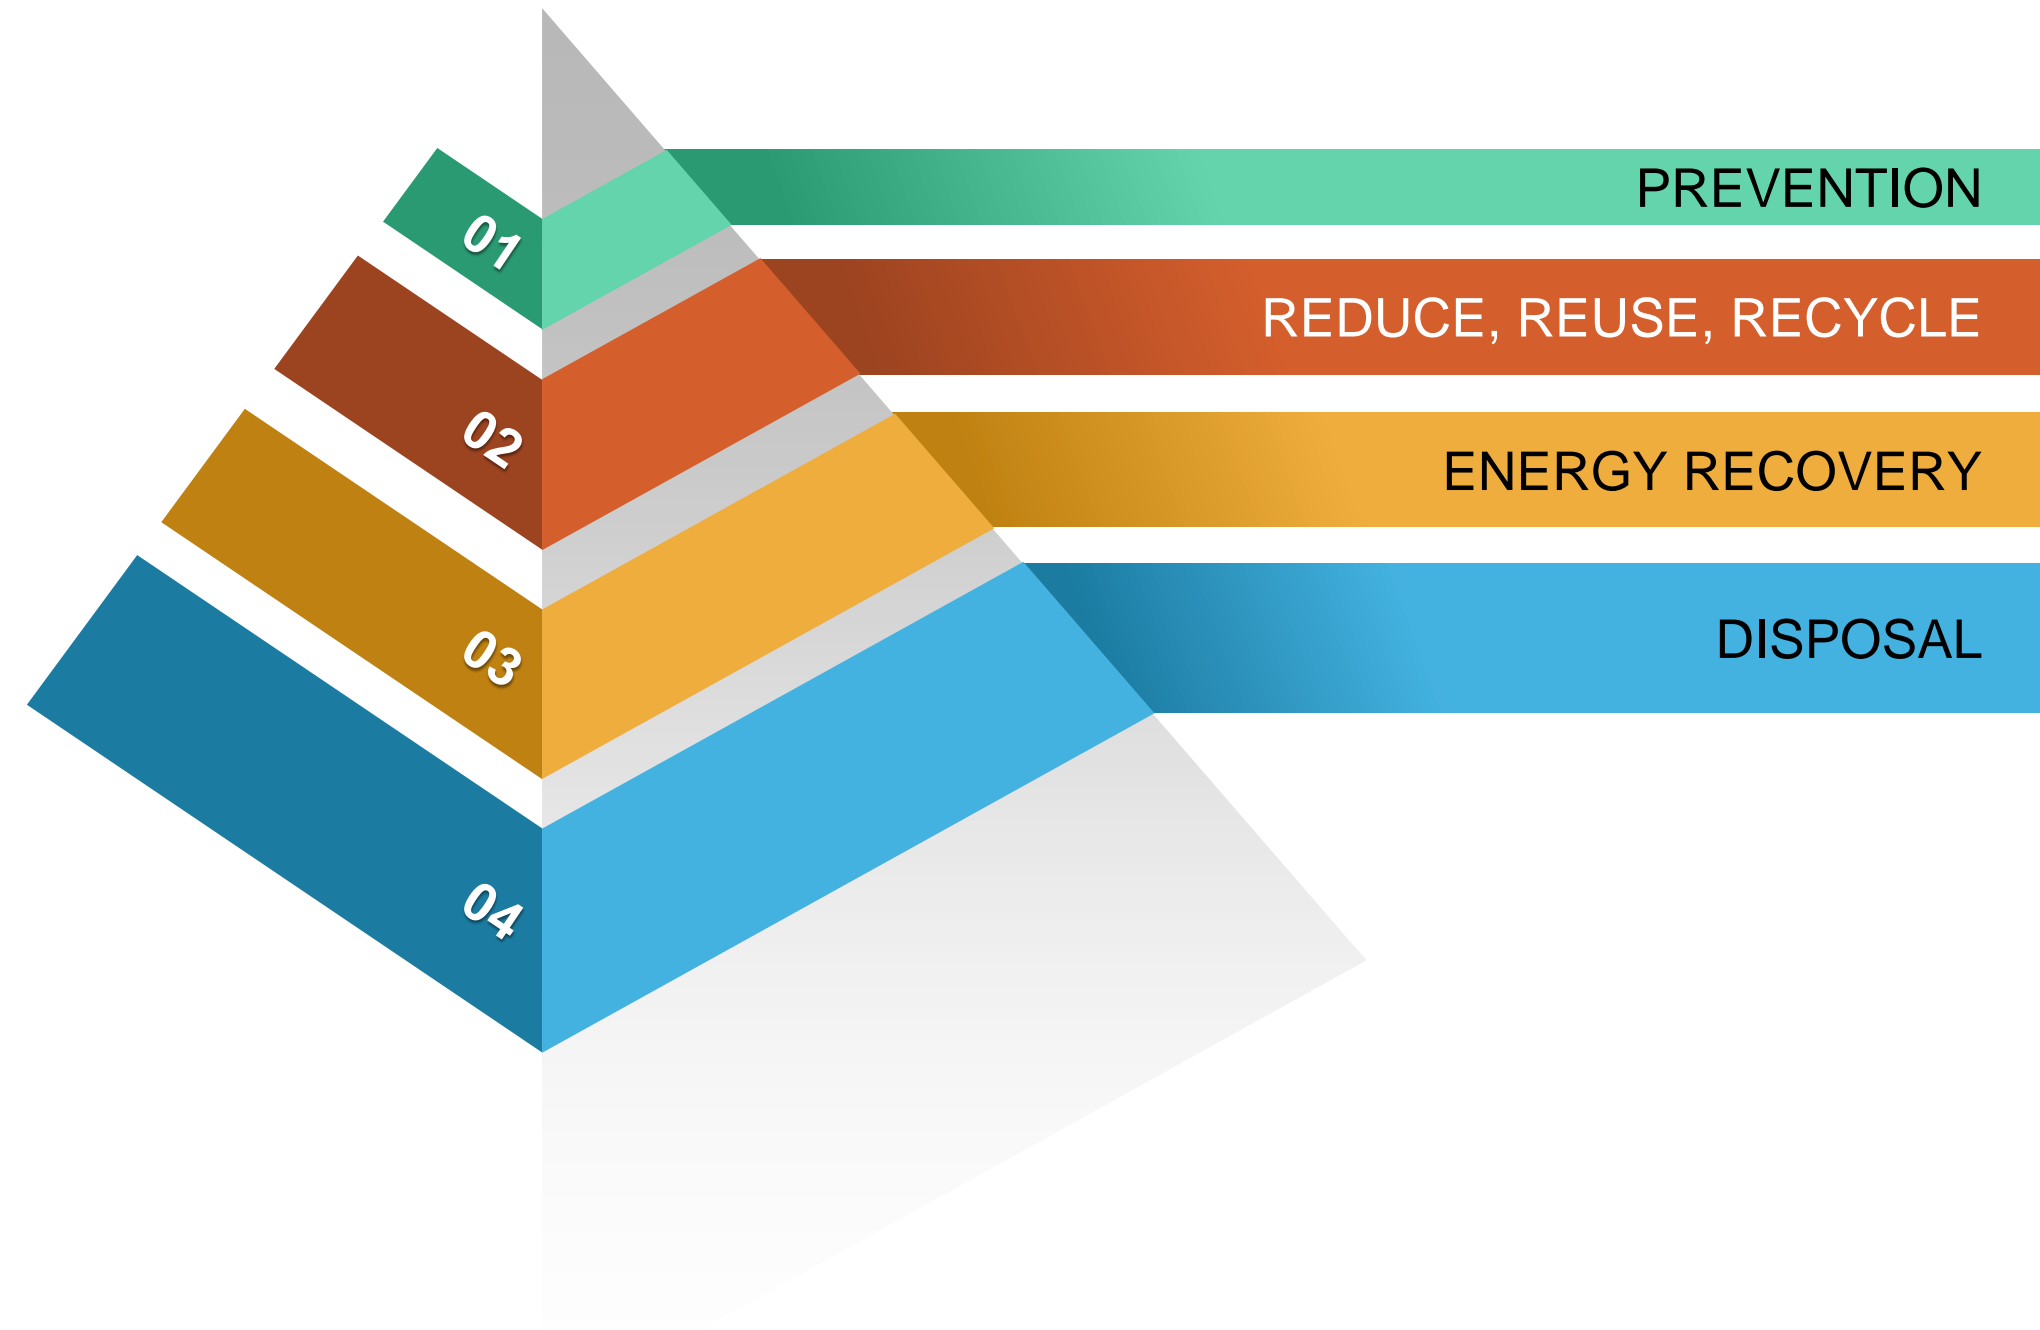 01
PREVENTION
02
REDUCE, REUSE, RECYCLE
03
ENERGY RECOVERY
04
DISPOSAL